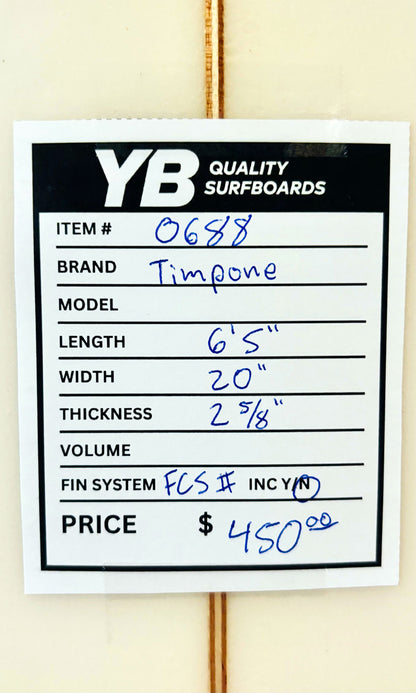 YB QUALITY SURFBOARDS
ITEM # 0688
BRAND Timpone
MODEL
LENGTH 6'5"
WIDTH 20"
THICKNESS 2 5/8"
VOLUME
FIN SYSTEM FCS II INC Y/N
PRICE $ 450.00